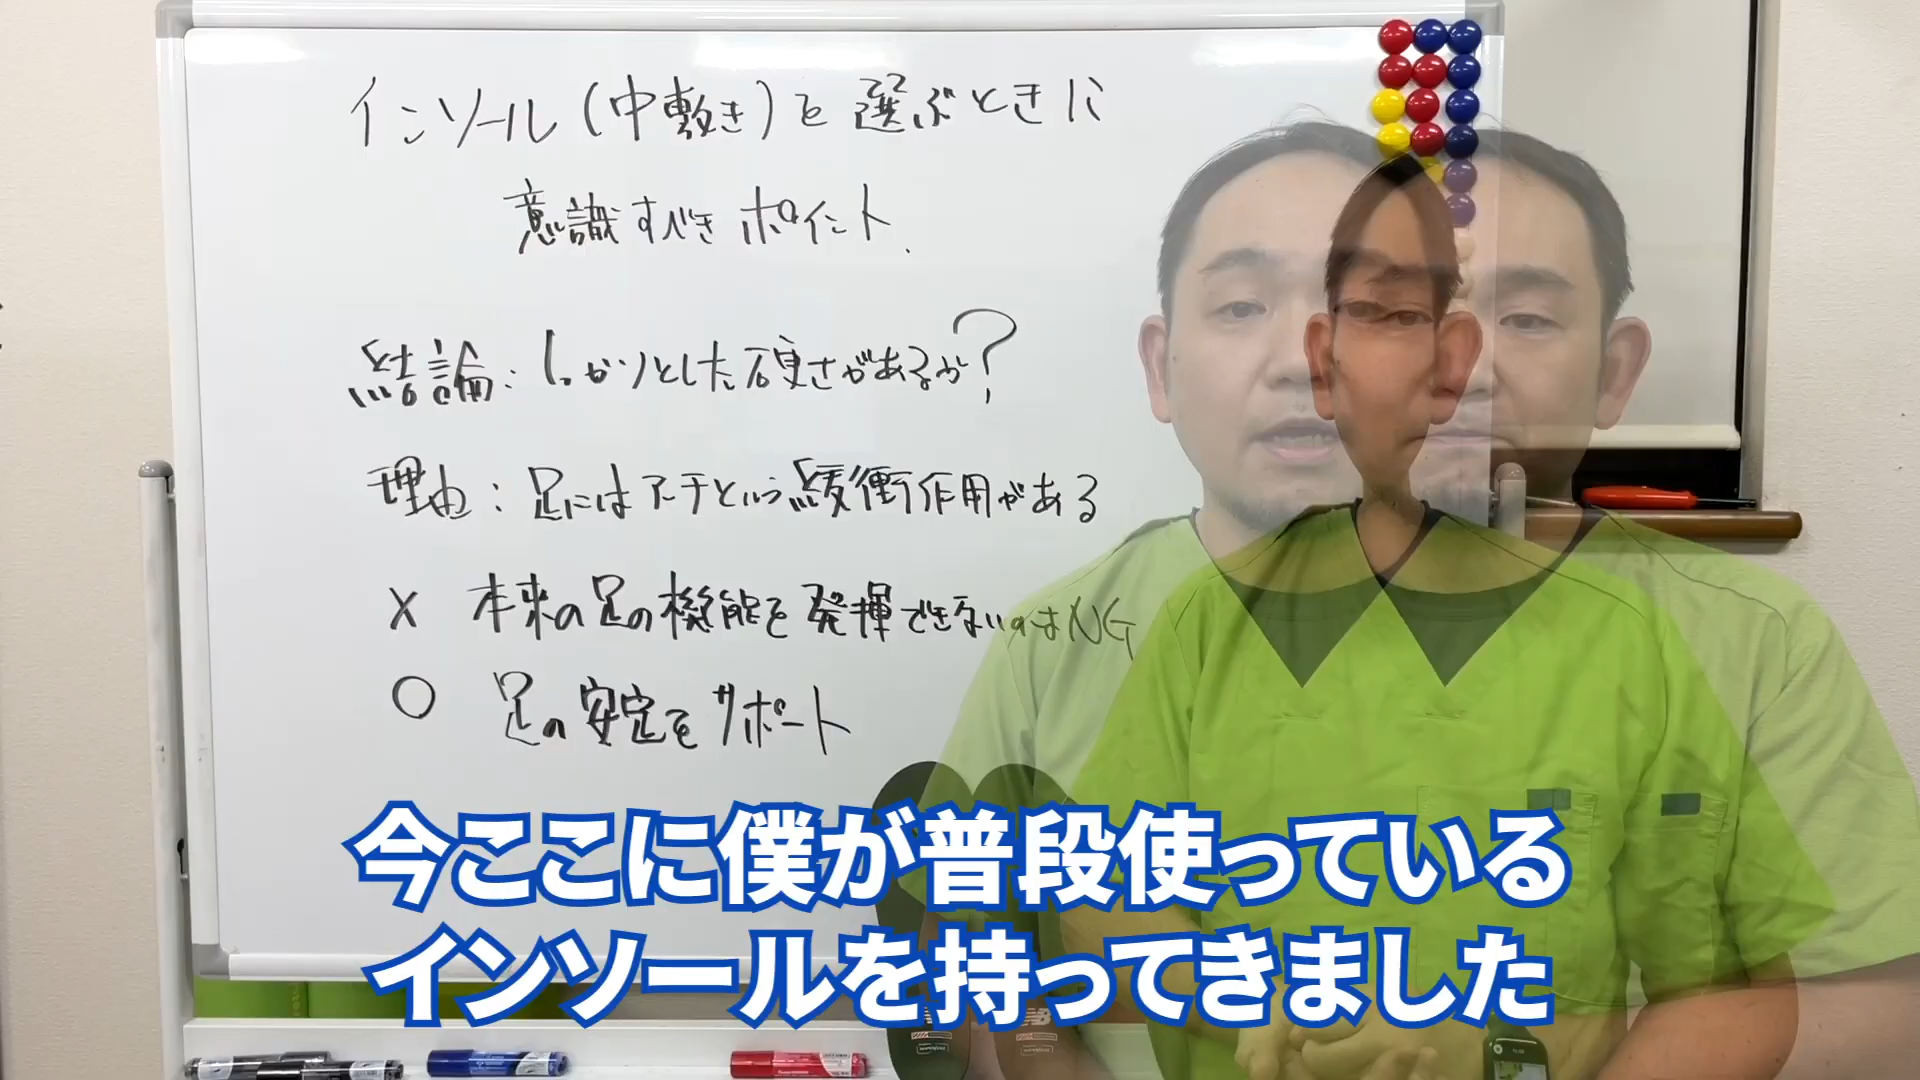 インソール(中敷き)を選ぶときに
意識すべきポイント.
結論:しっかりとした硬さがあるか?
理由:足にはアーチという緩衝作用がある
× 本来の足の機能を発揮できないのはNG
○ 足の安定をサポート
今ここに僕が普段使っている
インソールを持ってきました
NB